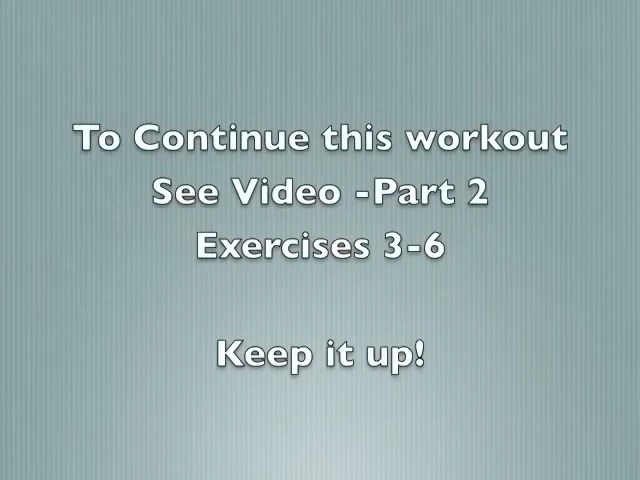 To Continue this workout
See Video -Part 2
Exercises 3-6
Keep it up!